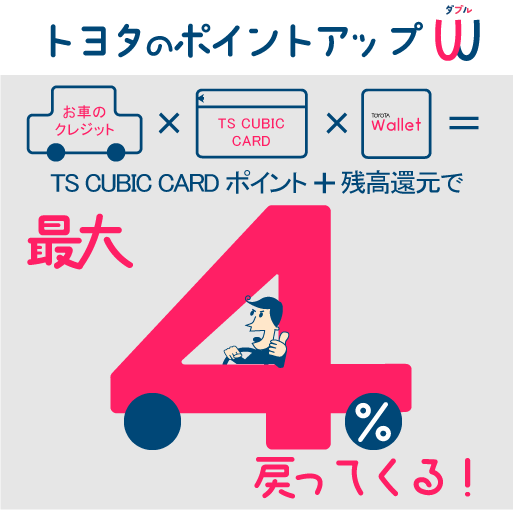 ダブル
トヨタのポイントアップW
お車の
クレジット
×
TS CUBIC
CARD
×
TOYOTA
Wallet
=
TS CUBIC CARD ポイント+残高還元で
最大
4%
戻ってくる!